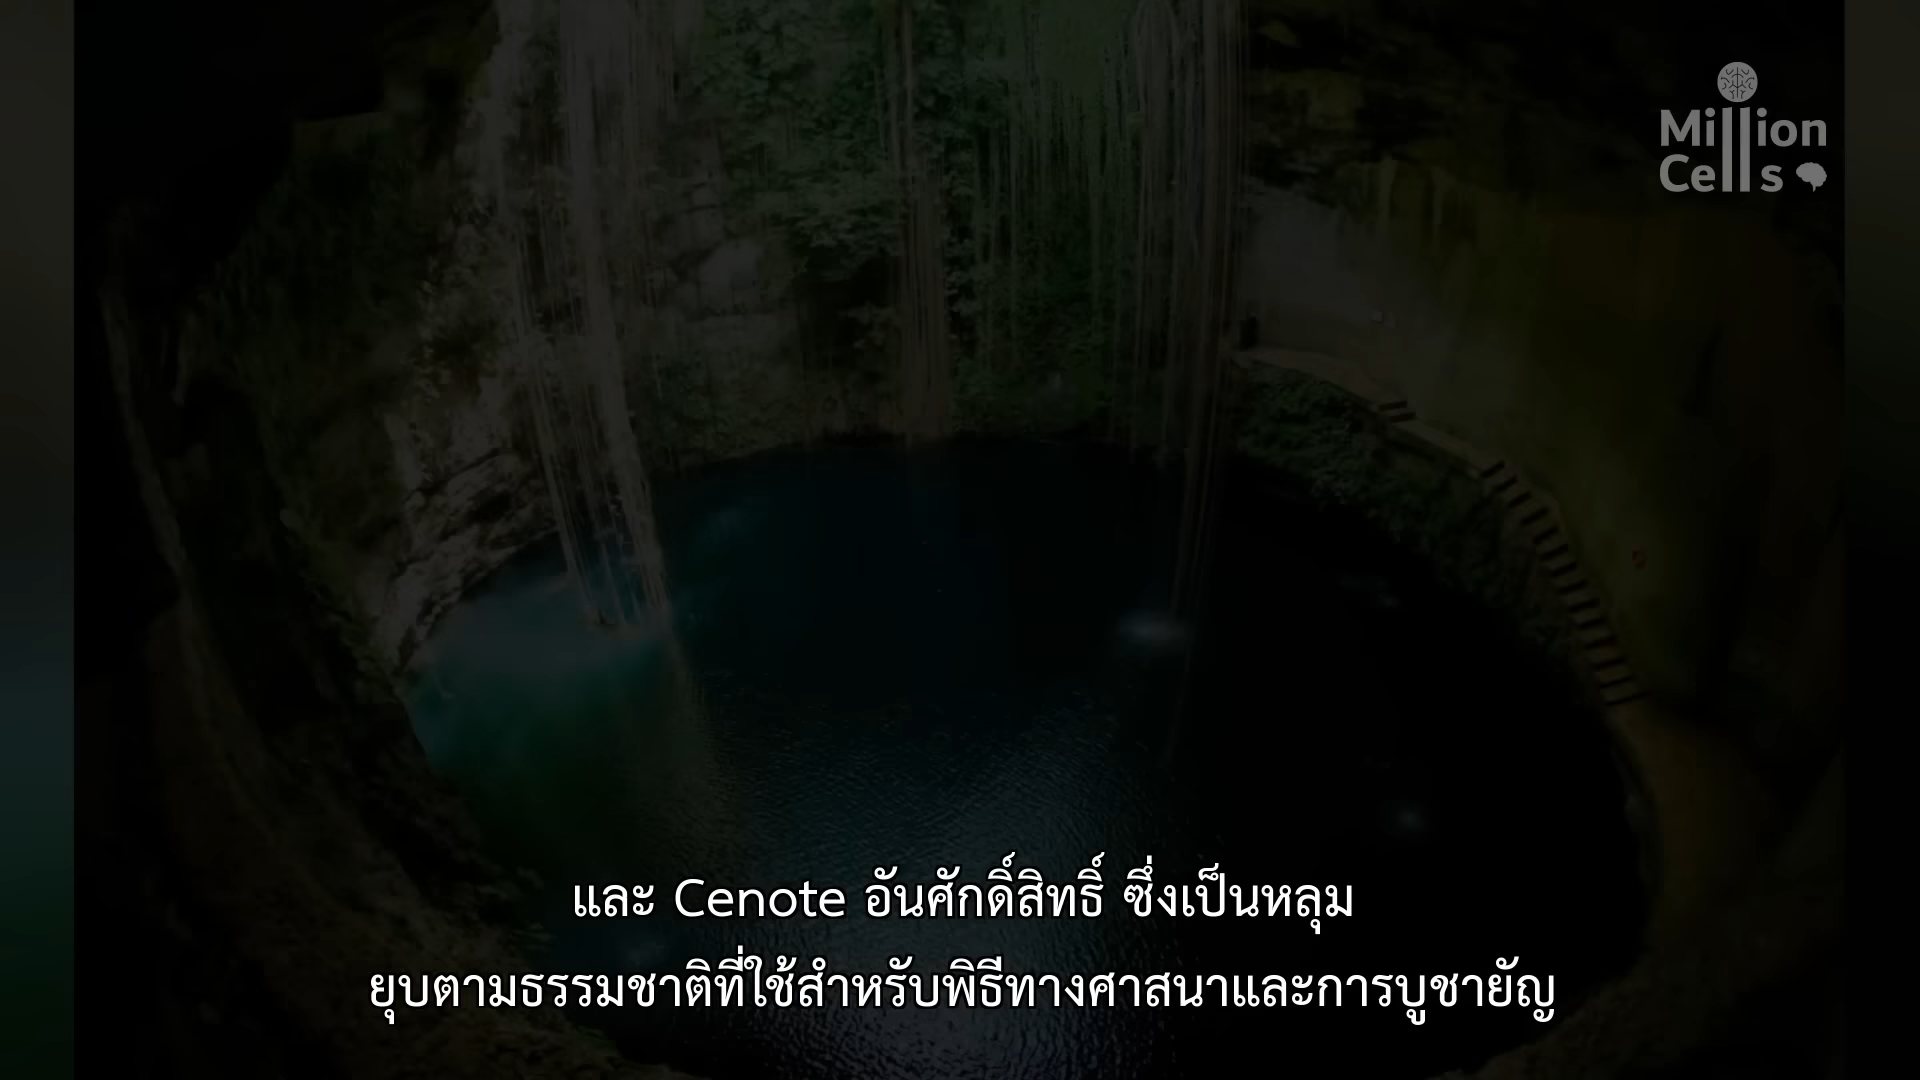 Million
Cells
และ Cenote อันศักดิ์สิทธิ์ ซึ่งเป็นหลุม
ยุบตามธรรมชาติที่ใช้สำหรับพิธีทางศาสนาและการบูชายัญ